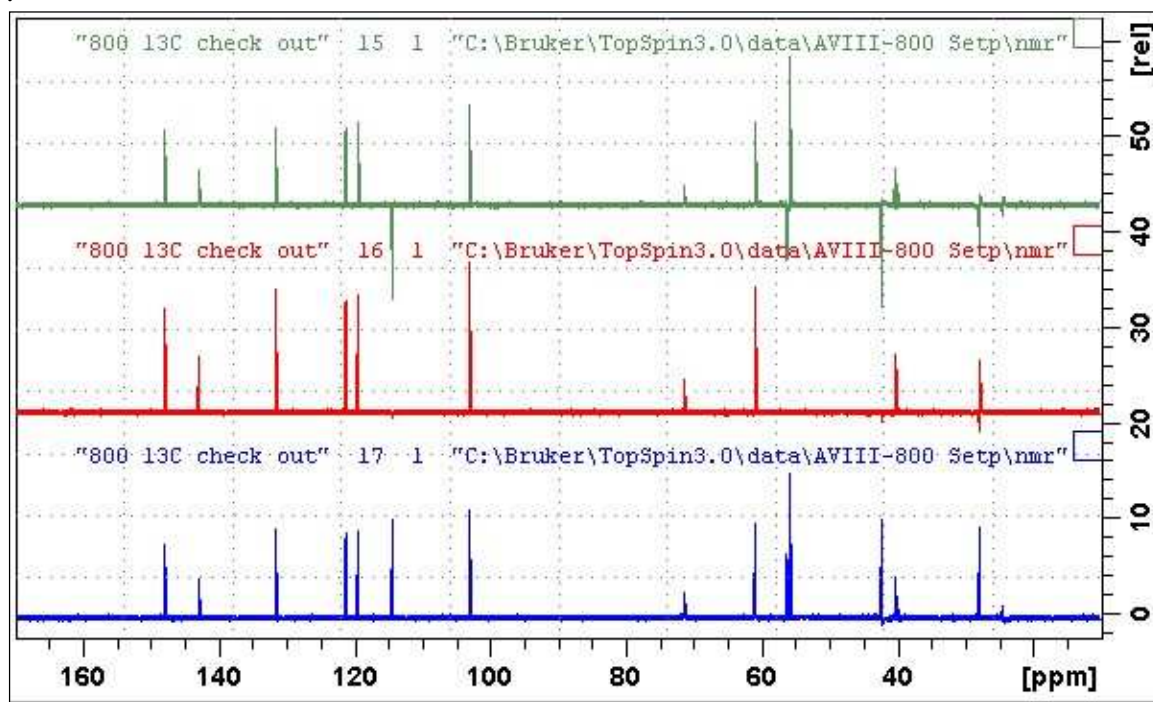 "800 13C check out" 15 1 "C:\Bruker\TopSpin3.0\data\AVIII-800 Setp\nmr"
[rel]
50
"800 13C check out" 16 1 "C:\Bruker\TopSpin3.0\data\AVIII-800 Setp\nmr"
40
30
20
"800 13C check out" 17 1 "C:\Bruker\TopSpin3.0\data\AVIII-800 Setp\nmr"
10
0
160 140 120 100 80 60 40 [ppm]